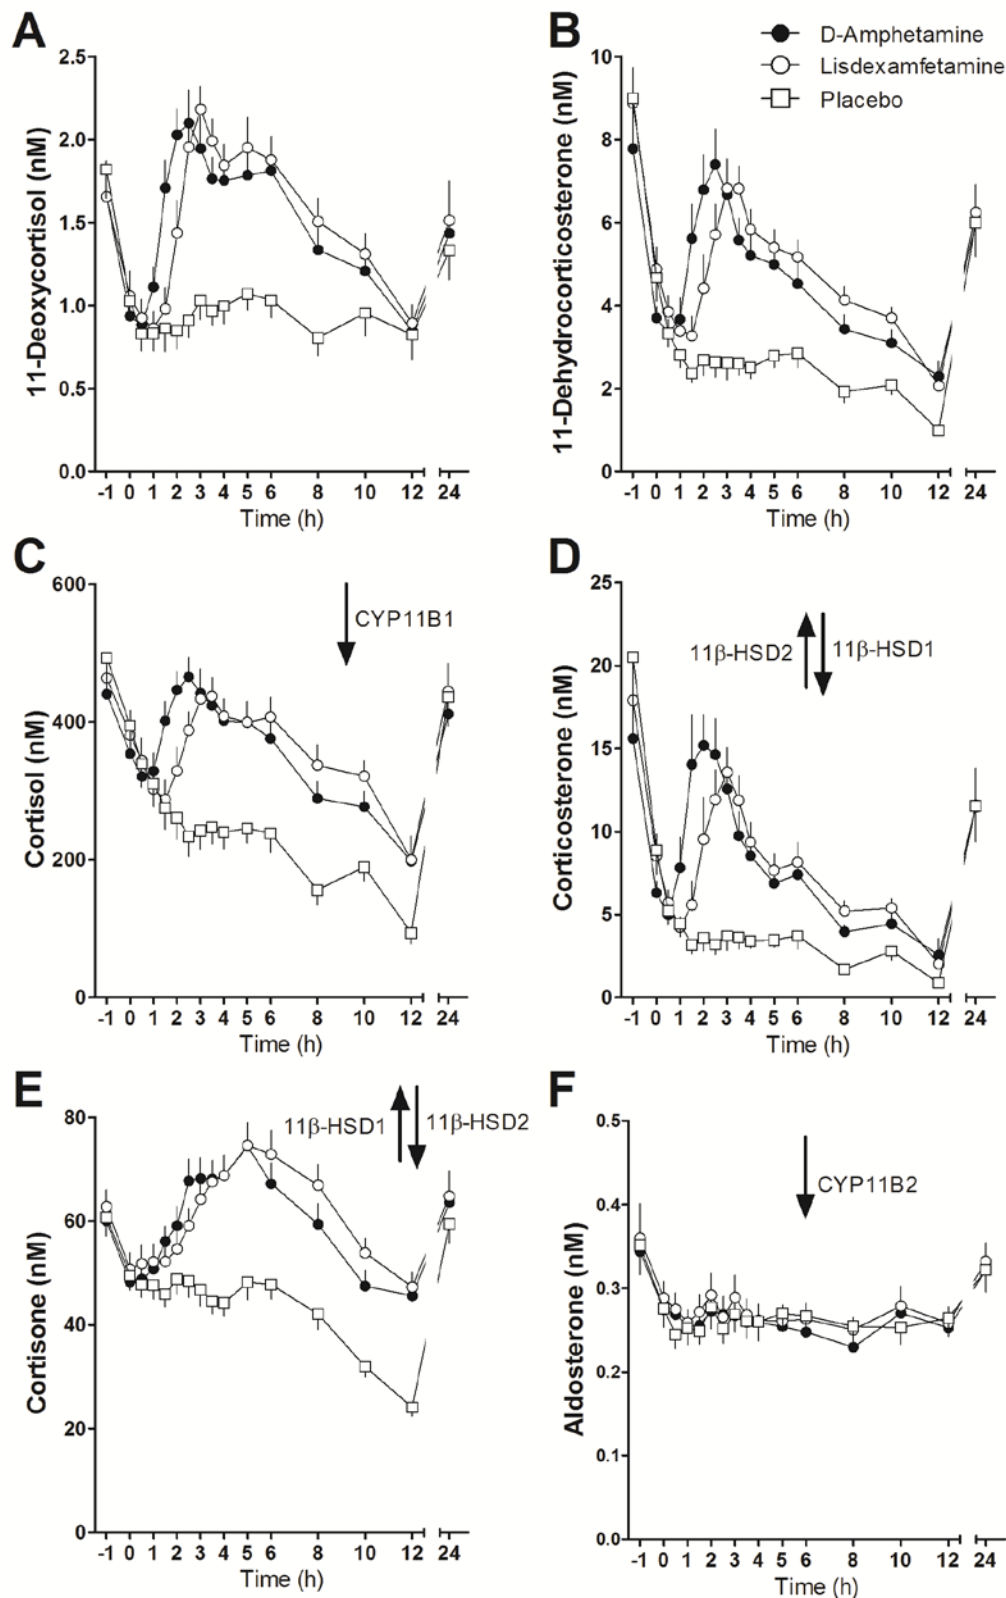 A
11-Deoxycortisol (nM)
2.5
2.0
1.5
1.0
0.5
0.0
-1 0 1 2 3 4 5 6 8 10 12 24
Time (h)
B
D-Amphetamine
Lisdexamfetamine
Placebo
11-Dehydrocorticosterone (nM)
10
8
6
4
2
0
-1 0 1 2 3 4 5 6 8 10 12 24
Time (h)
C
CYP11B1
Cortisol (nM)
600
400
200
0
-1 0 1 2 3 4 5 6 8 10 12 24
Time (h)
D
11β-HSD2 11β-HSD1
Corticosterone (nM)
25
20
15
10
5
0
-1 0 1 2 3 4 5 6 8 10 12 24
Time (h)
E
11β-HSD1 11β-HSD2
Cortisone (nM)
80
60
40
20
0
-1 0 1 2 3 4 5 6 8 10 12 24
Time (h)
F
CYP11B2
Aldosterone (nM)
0.5
0.4
0.3
0.2
0.1
0.0
-1 0 1 2 3 4 5 6 8 10 12 24
Time (h)